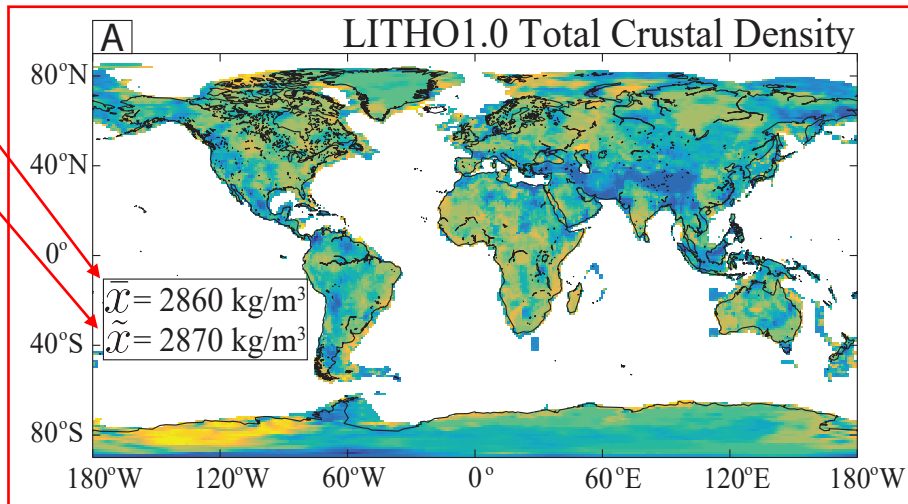 A
LITHO1.0 Total Crustal Density
80°N
40°N
0°
x̄ = 2860 kg/m³
x̃ = 2870 kg/m³
40°S
80°S
180°W 120°W 60°W 0° 60°E 120°E 180°W